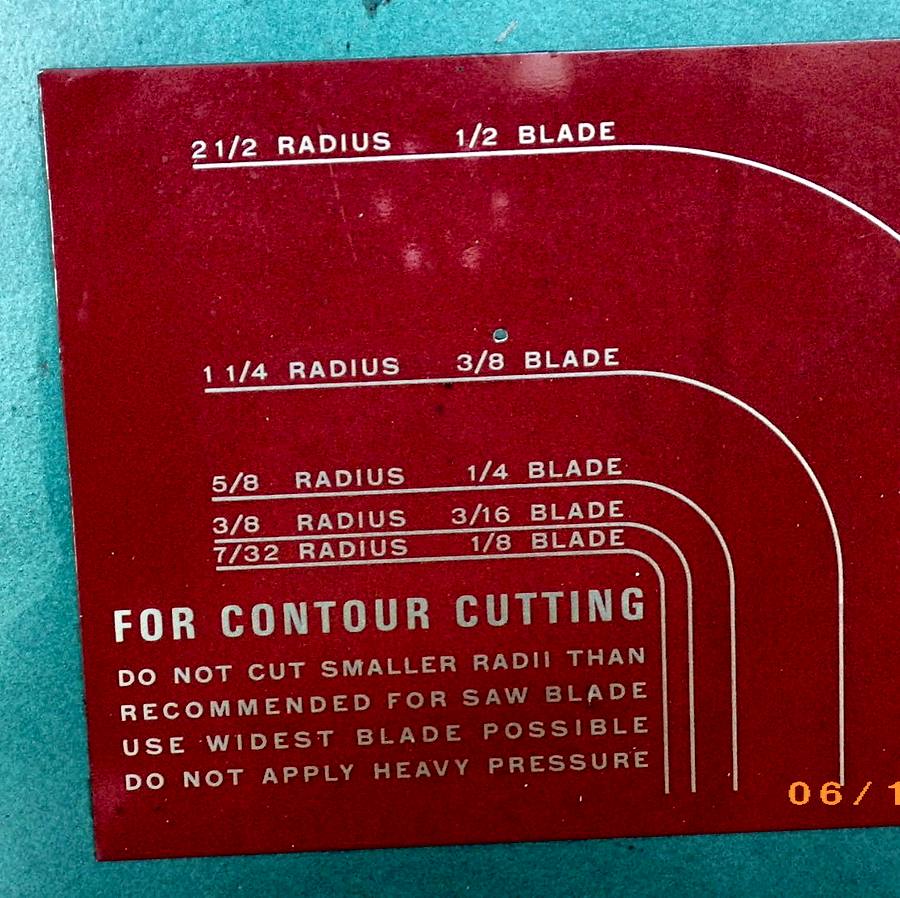 2 1/2 RADIUS 1/2 BLADE
1 1/4 RADIUS 3/8 BLADE
5/8 RADIUS 1/4 BLADE
3/8 RADIUS 3/16 BLADE
7/32 RADIUS 1/8 BLADE
FOR CONTOUR CUTTING
DO NOT CUT SMALLER RADII THAN
RECOMMENDED FOR SAW BLADE
USE WIDEST BLADE POSSIBLE
DO NOT APPLY HEAVY PRESSURE
06/1